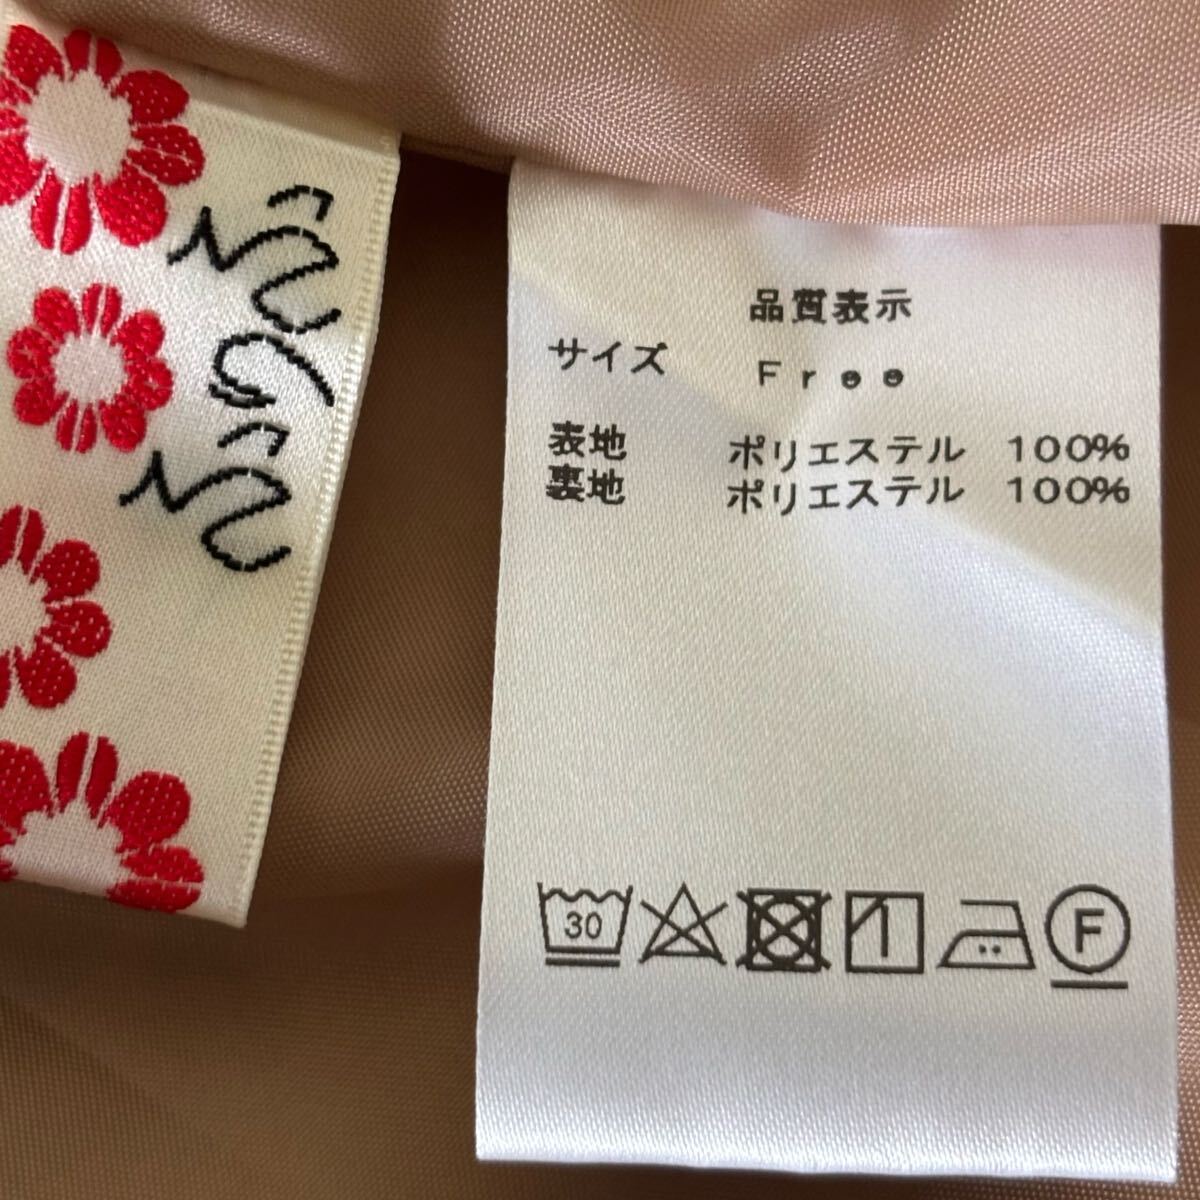 品質表示
サイズ Free
表地 ポリエステル 100%
裏地 ポリエステル 100%
30
F